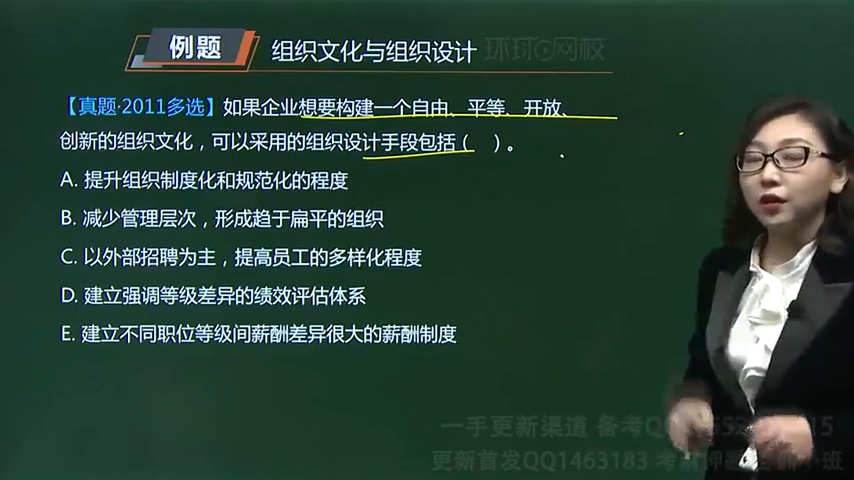 例题
组织文化与组织设计
环球网校
【真题·2011多选】如果企业想要构建一个自由、平等、开放、
创新的组织文化，可以采用的组织设计手段包括（ ）。
A. 提升组织制度化和规范化的程度
B. 减少管理层次，形成趋于扁平的组织
C. 以外部招聘为主，提高员工的多样化程度
D. 建立强调等级差异的绩效评估体系
E. 建立不同职位等级间薪酬差异很大的薪酬制度
一手更新渠道 备考QQ
更新首发QQ1463183 考前押题